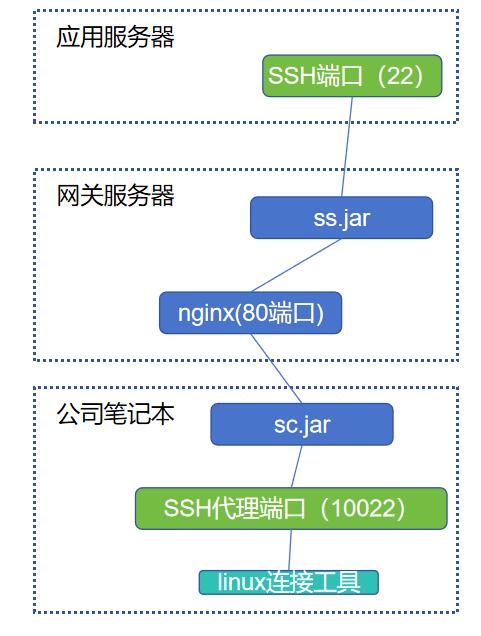 应用服务器
SSH端口（22）
网关服务器
ss.jar
nginx(80端口)
公司笔记本
sc.jar
SSH代理端口（10022）
linux连接工具